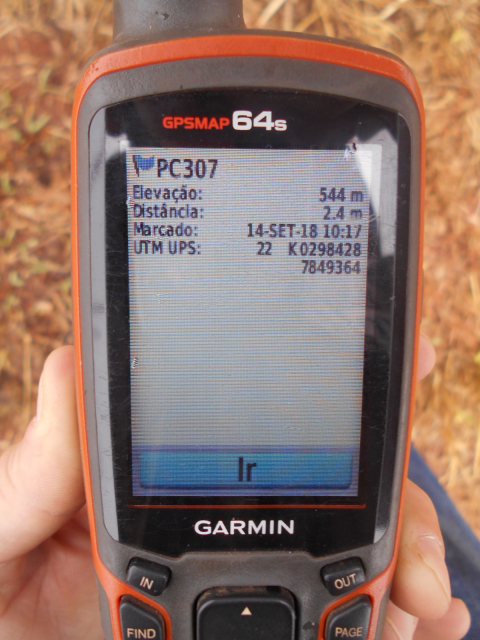 GPSMAP 64s
PC307
Elevação: 544 m
Distância: 2.4 m
Marcado: 14-SET-18 10:17
UTM UPS: 22 K 0298428
7849364
Ir
GARMIN
IN OUT
FIND PAGE